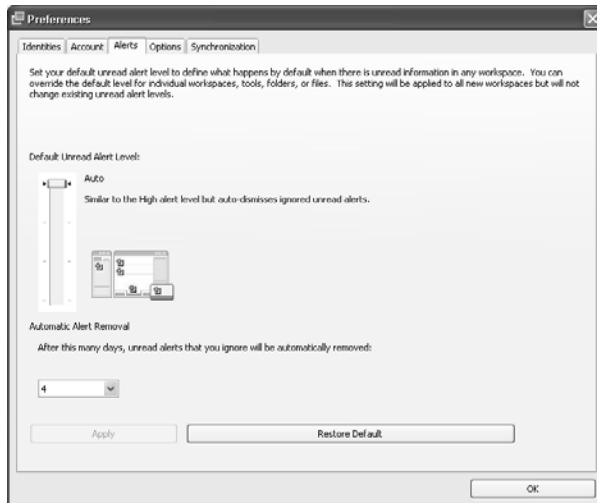 Preferences
Identities Account Alerts Options Synchronization
Set your default unread alert level to define what happens by default when there is unread information in any workspace. You can
override the default level for individual workspaces, tools, folders, or files. This setting will be applied to all new workspaces but will not
change existing unread alert levels.
Default Unread Alert Level:
Auto
Similar to the High alert level but auto-dismisses ignored unread alerts.
Automatic Alert Removal
After this many days, unread alerts that you ignore will be automatically removed:
4
Apply
Restore Default
OK